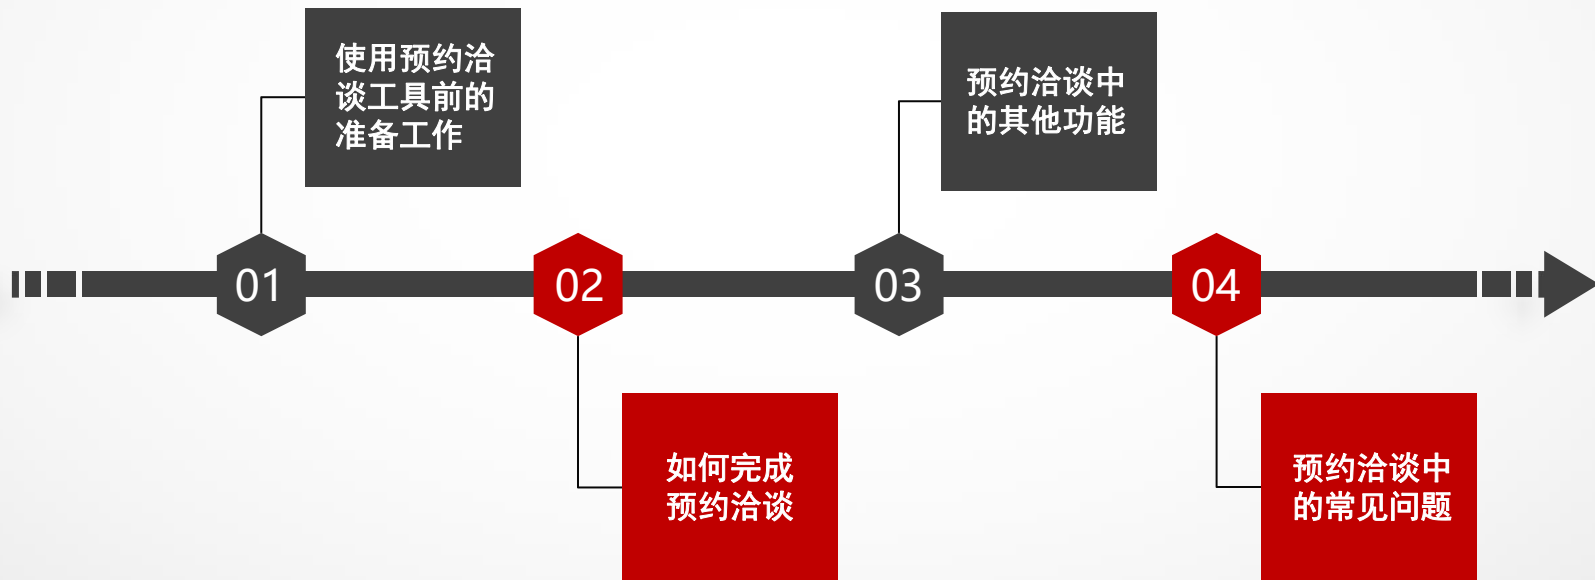 使用预约洽
谈工具前的
准备工作
预约洽谈中
的其他功能
01
02
03
04
如何完成
预约洽谈
预约洽谈中
的常见问题